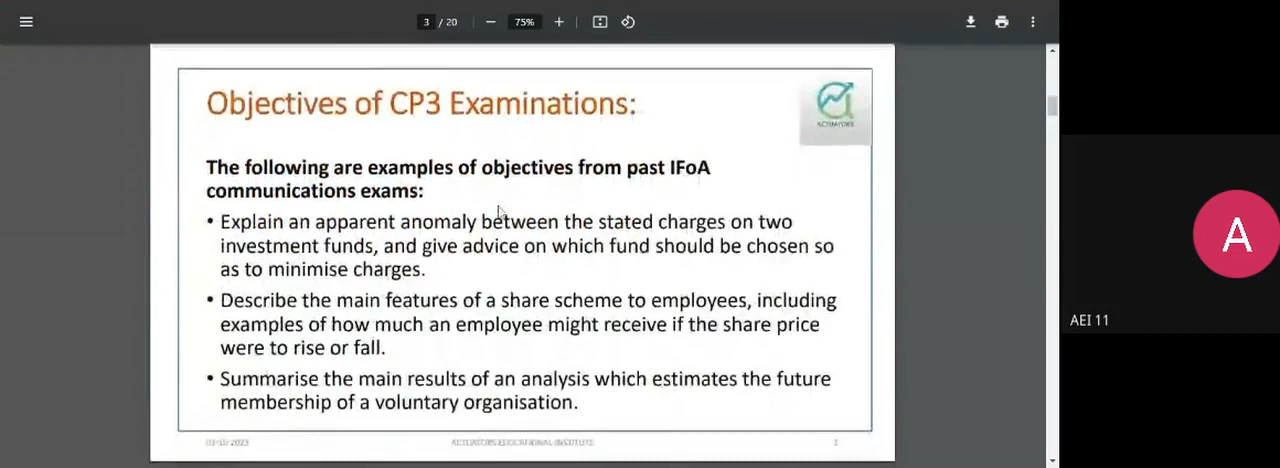 3 / 20
75%
Objectives of CP3 Examinations:
The following are examples of objectives from past IFoA
communications exams:
• Explain an apparent anomaly between the stated charges on two
investment funds, and give advice on which fund should be chosen so
as to minimise charges.
• Describe the main features of a share scheme to employees, including
examples of how much an employee might receive if the share price
were to rise or fall.
• Summarise the main results of an analysis which estimates the future
membership of a voluntary organisation.
ACTUATORS EDUCATIONAL INSTITUTE
3
A
AEI 11